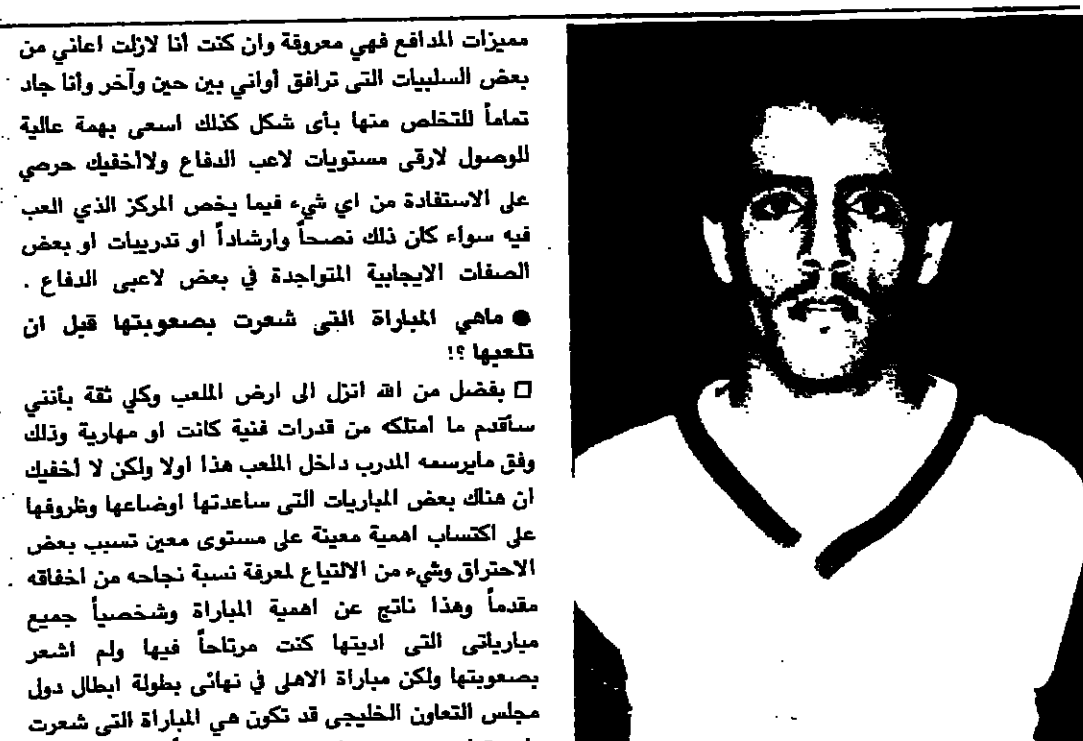 مميزات المدافع فهي معروقة وان كنت أنا لازلت اعاني من
بعض السلبيات التى ترافق أواني بين حين وآخر وأنا جاد
تماماً للتخلص منها بأى شكل كذلك اسعى بهمة عالية
للوصول لارقى مستويات لاعب الدفاع ولاأخفيك حرصي
على الاستفادة من اي شيء فيما يخص المركز الذي العب
فيه سواء كان ذلك نصحاً وارشاداً او تدريبات او بعض
الصفات الايجابية المتواجدة في بعض لاعبى الدفاع .
● ماهي المباراة التى شعرت بصعوبتها قبل ان
تلعبها ؟!
□ بفضل من الله انزل الى ارض الملعب وكلي ثقة بأنني
سأقدم ما أمتلكه من قدرات فنية كانت او مهارية وذلك
وفق مايرسمه المدرب داخل الملعب هذا اولا ولكن لا أخفيك
ان هناك بعض المباريات التى ساعدتها اوضاعها وظروفها
على اكتساب اهمية معينة على مستوى معين تسبب بعض
الاحتراق وشيء من الالتياع لمعرفة نسبة نجاحه من اخفاقه
مقدماً وهذا ناتج عن اهمية المباراة وشخصياً جميع
مبارياتى التى اديتها كنت مرتاحاً فيها ولم اشعر
بصعوبتها ولكن مباراة الاهلى في نهائى بطولة ابطال دول
مجلس التعاون الخليجى قد تكون هي المباراة التى شعرت